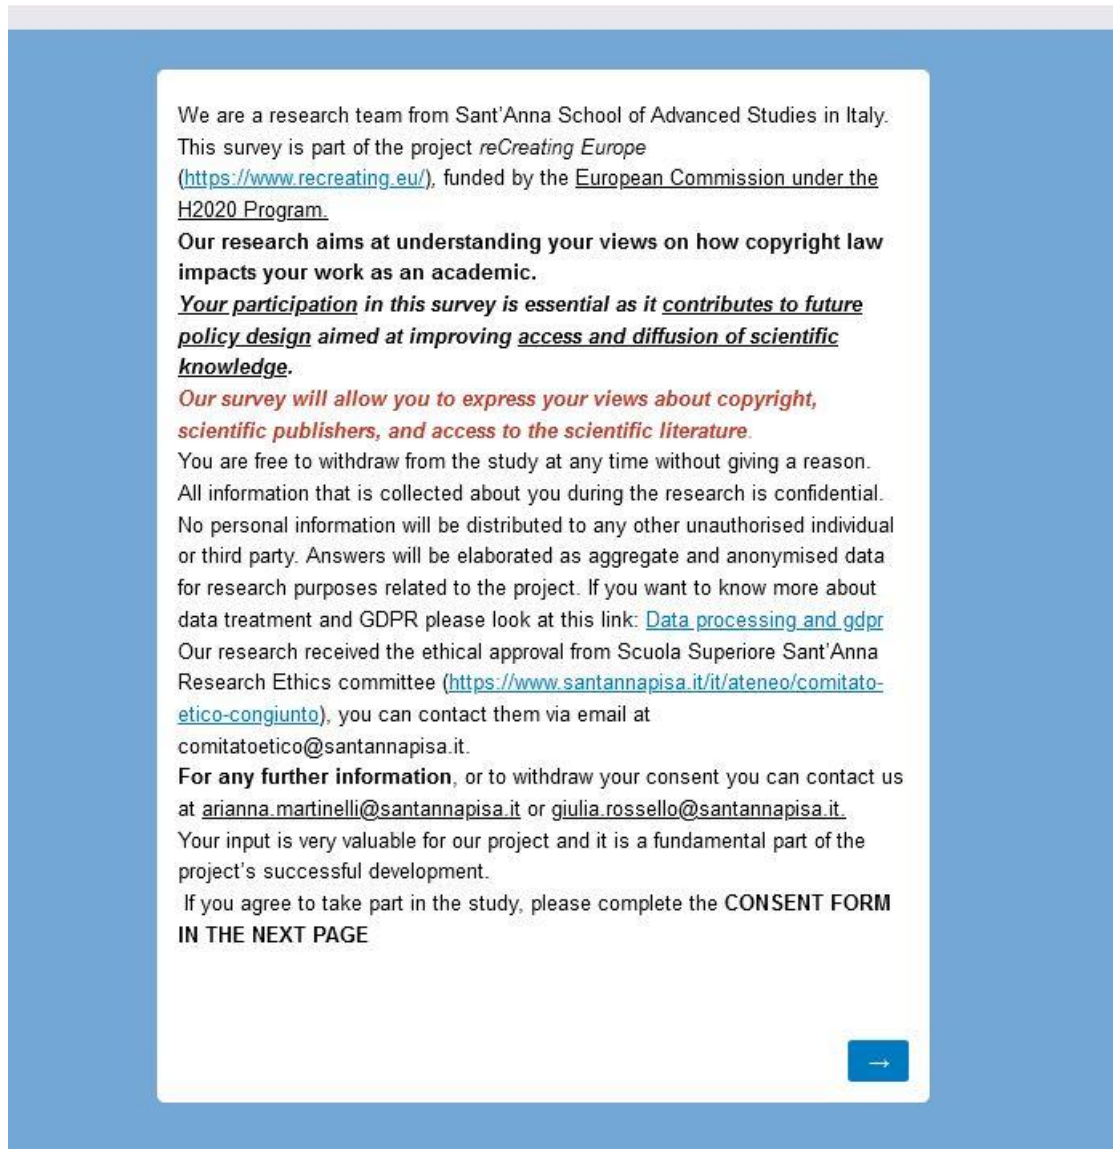 We are a research team from Sant'Anna School of Advanced Studies in Italy.
This survey is part of the project reCreating Europe
(https://www.recreating.eu/), funded by the European Commission under the
H2020 Program.
Our research aims at understanding your views on how copyright law
impacts your work as an academic.
Your participation in this survey is essential as it contributes to future
policy design aimed at improving access and diffusion of scientific
knowledge.
Our survey will allow you to express your views about copyright,
scientific publishers, and access to the scientific literature.
You are free to withdraw from the study at any time without giving a reason.
All information that is collected about you during the research is confidential.
No personal information will be distributed to any other unauthorised individual
or third party. Answers will be elaborated as aggregate and anonymised data
for research purposes related to the project. If you want to know more about
data treatment and GDPR please look at this link: Data processing and gdpr
Our research received the ethical approval from Scuola Superiore Sant'Anna
Research Ethics committee (https://www.santannapisa.it/it/ateneo/comitato-
etico-congiunto), you can contact them via email at
comitatoetico@santannapisa.it.
For any further information, or to withdraw your consent you can contact us
at arianna.martinelli@santannapisa.it or giulia.rossello@santannapisa.it.
Your input is very valuable for our project and it is a fundamental part of the
project's successful development.
If you agree to take part in the study, please complete the CONSENT FORM
IN THE NEXT PAGE
→